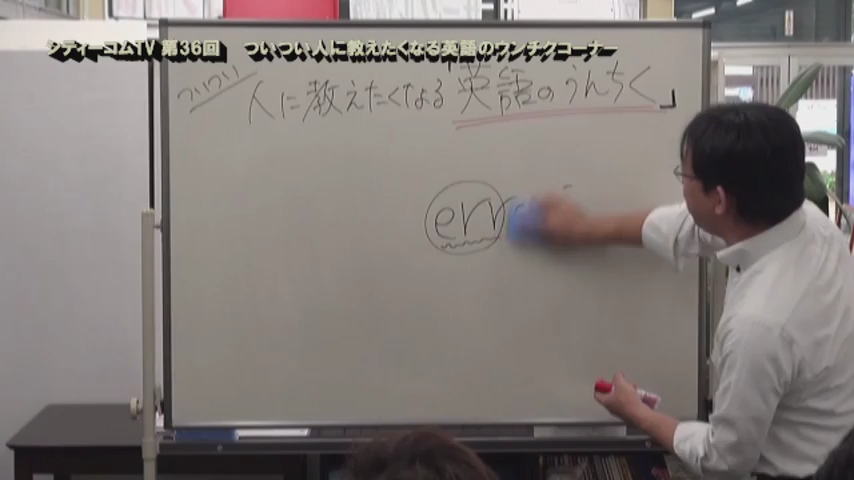 タディーコムTV 第36回 ついつい人に教えたくなる英語のウンチクコーナー
ついつい
人に教えたくなる「英語のうんちく」
err